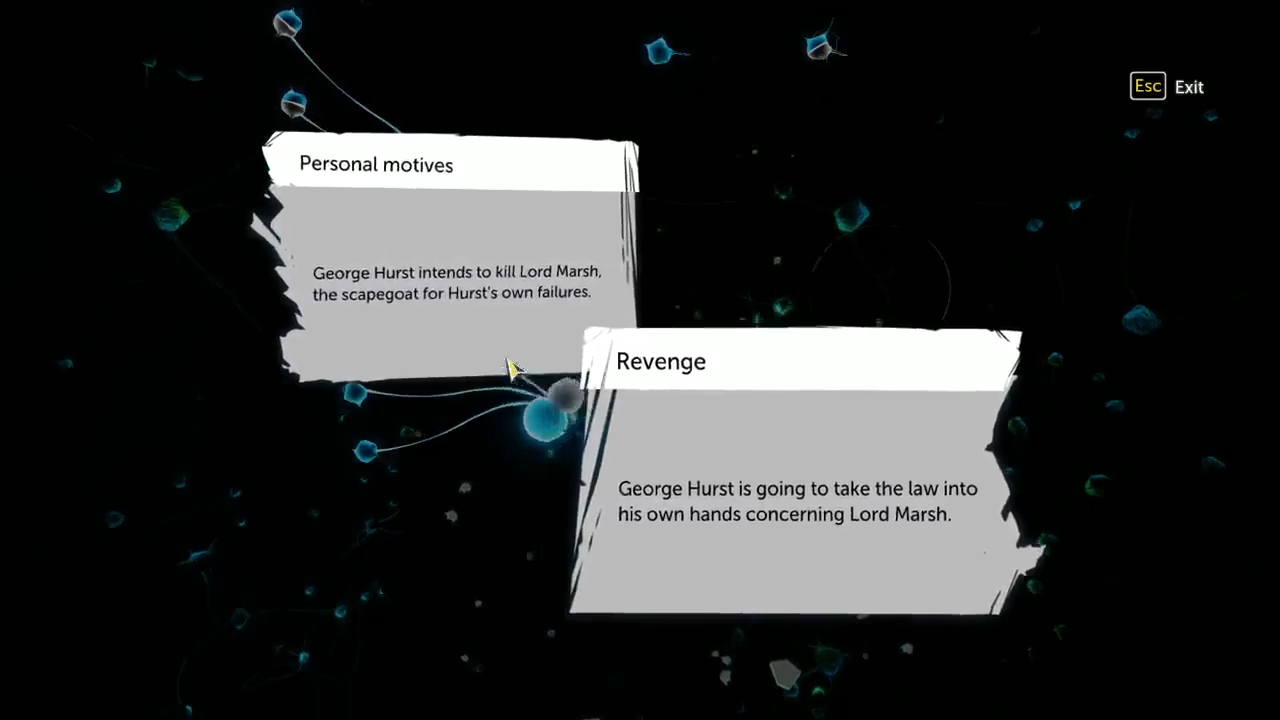 Esc Exit
Personal motives
George Hurst intends to kill Lord Marsh,
the scapegoat for Hurst's own failures.
Revenge
George Hurst is going to take the law into
his own hands concerning Lord Marsh.